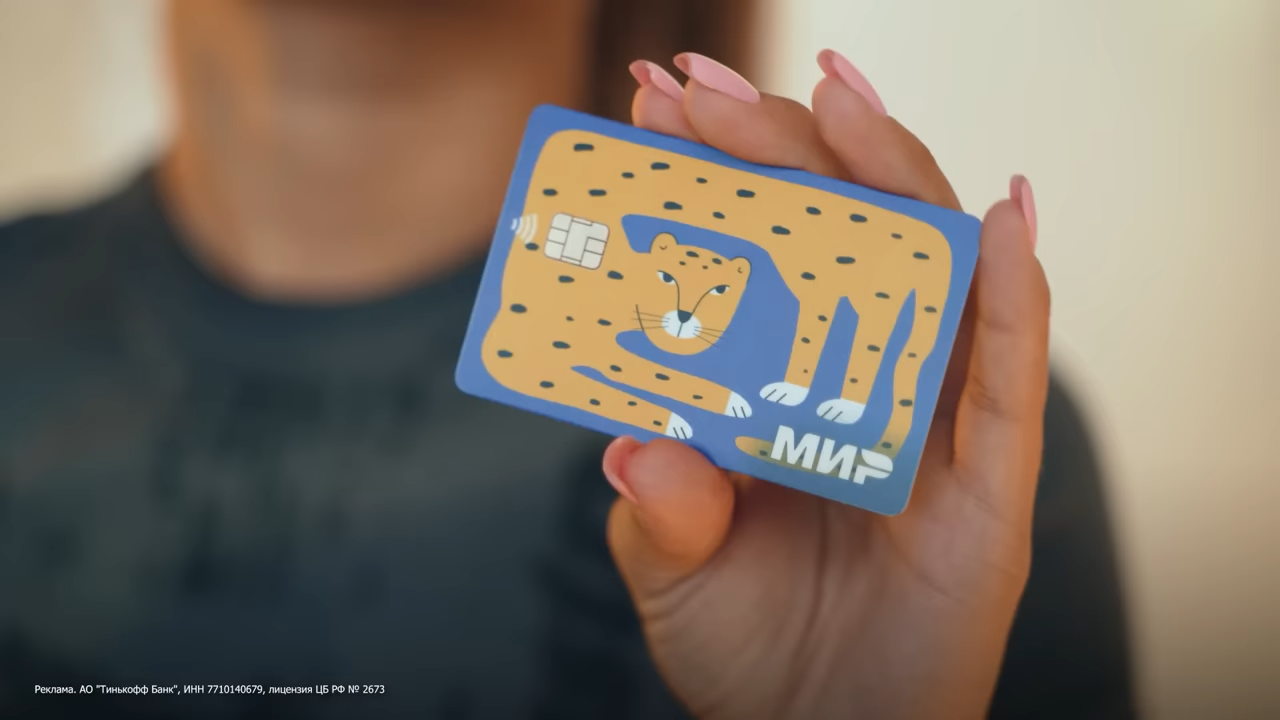 МИР
Реклама. АО "Тинькофф Банк", ИНН 7710140679, лицензия ЦБ РФ № 2673